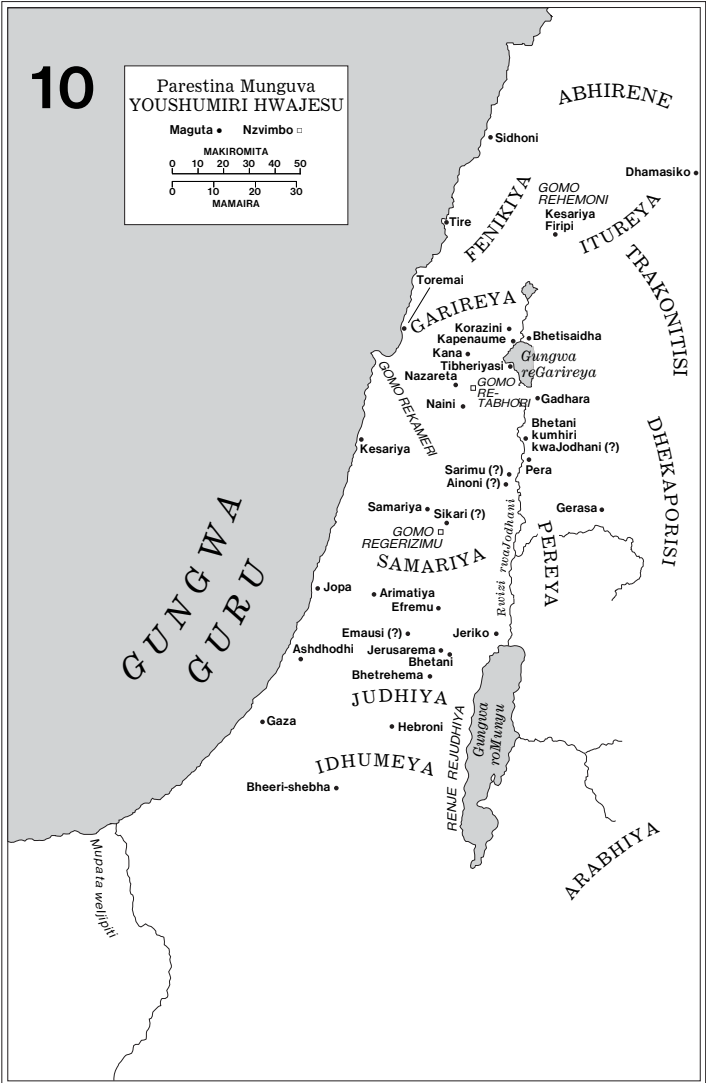 10
Parestina Munguva
YOUSHUMIRI HWAJESU
Maguta • Nzvimbo □
MAKIROMITA
0 10 20 30 40 50
0 10 20 30
MAMAIRA
ABHIRENE
Sidhoni
Dhamasiko
FENIKIYA
GOMO
REHEMONI
Kesariya
Firipi
ITUREYA
Tire
TRAKONITISI
Toremai
GARIREYA
Korazini
Kapenaume
Bhetisaidha
Kana
Gungwa
reGarireya
Tibheriyasi
Nazareta
GOMO
RE-
TABHORI
GOMO REKAMERI
Naini
Gadhara
Bhetani
kumhiri
kwaJodhani (?)
DHEKAPORISI
Kesariya
Pera
Sarimu (?)
Ainoni (?)
Samariya
Sikari (?)
Gerasa
GOMO
REGERIZIMU
Rwizi rwaJodhani
PEREYA
SAMARIYA
GUNGWA
GURU
Jopa
Arimatiya
Efremu
Emausi (?)
Jeriko
Ashdhodhi
Jerusarema
Bhetani
Bhetrehema
JUDHIYA
Gaza
Hebroni
Gungwa
roMunyu
RENJE REJUDHIYA
IDHUMEYA
Bheeri-shebha
ARABHIYA
Mupata weIjipiti